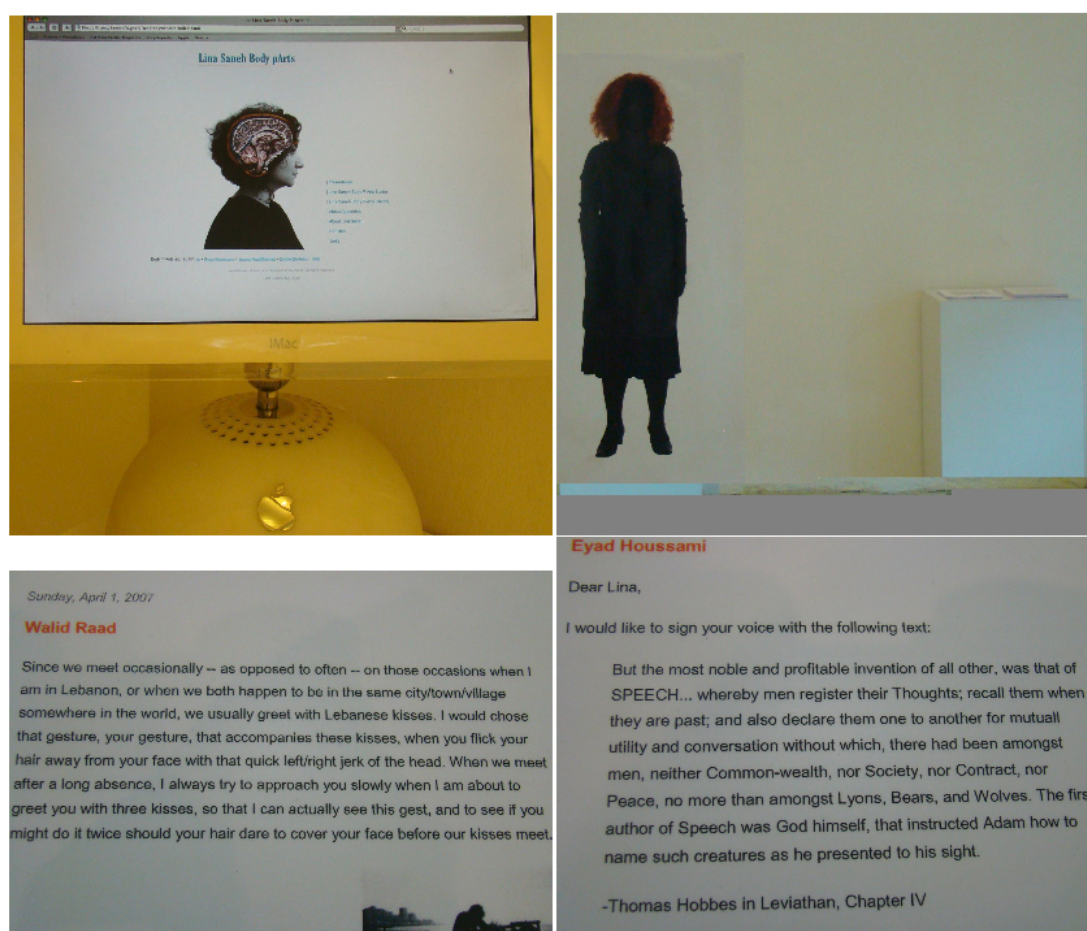 Lina Saneh Body pArts
iMac
Sunday, April 1, 2007
Walid Raad
Since we meet occasionally -- as opposed to often -- on those occasions when I
am in Lebanon, or when we both happen to be in the same city/town/village
somewhere in the world, we usually greet with Lebanese kisses. I would chose
that gesture, your gesture, that accompanies these kisses, when you flick your
hair away from your face with that quick left/right jerk of the head. When we meet
after a long absence, I always try to approach you slowly when I am about to
greet you with three kisses, so that I can actually see this gest, and to see if you
might do it twice should your hair dare to cover your face before our kisses meet.
Eyad Houssami
Dear Lina,
I would like to sign your voice with the following text:
But the most noble and profitable invention of all other, was that of
SPEECH... whereby men register their Thoughts; recall them when
they are past; and also declare them one to another for mutuall
utility and conversation without which, there had been amongst
men, neither Common-wealth, nor Society, nor Contract, nor
Peace, no more than amongst Lyons, Bears, and Wolves. The firs
author of Speech was God himself, that instructed Adam how to
name such creatures as he presented to his sight.
-Thomas Hobbes in Leviathan, Chapter IV